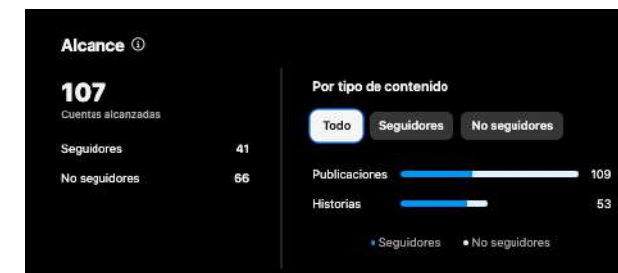 Alcance
107
Cuentas alcanzadas
Seguidores 41
No seguidores 66
Por tipo de contenido
Todo Seguidores No seguidores
Publicaciones 109
Historias 53
Seguidores No seguidores